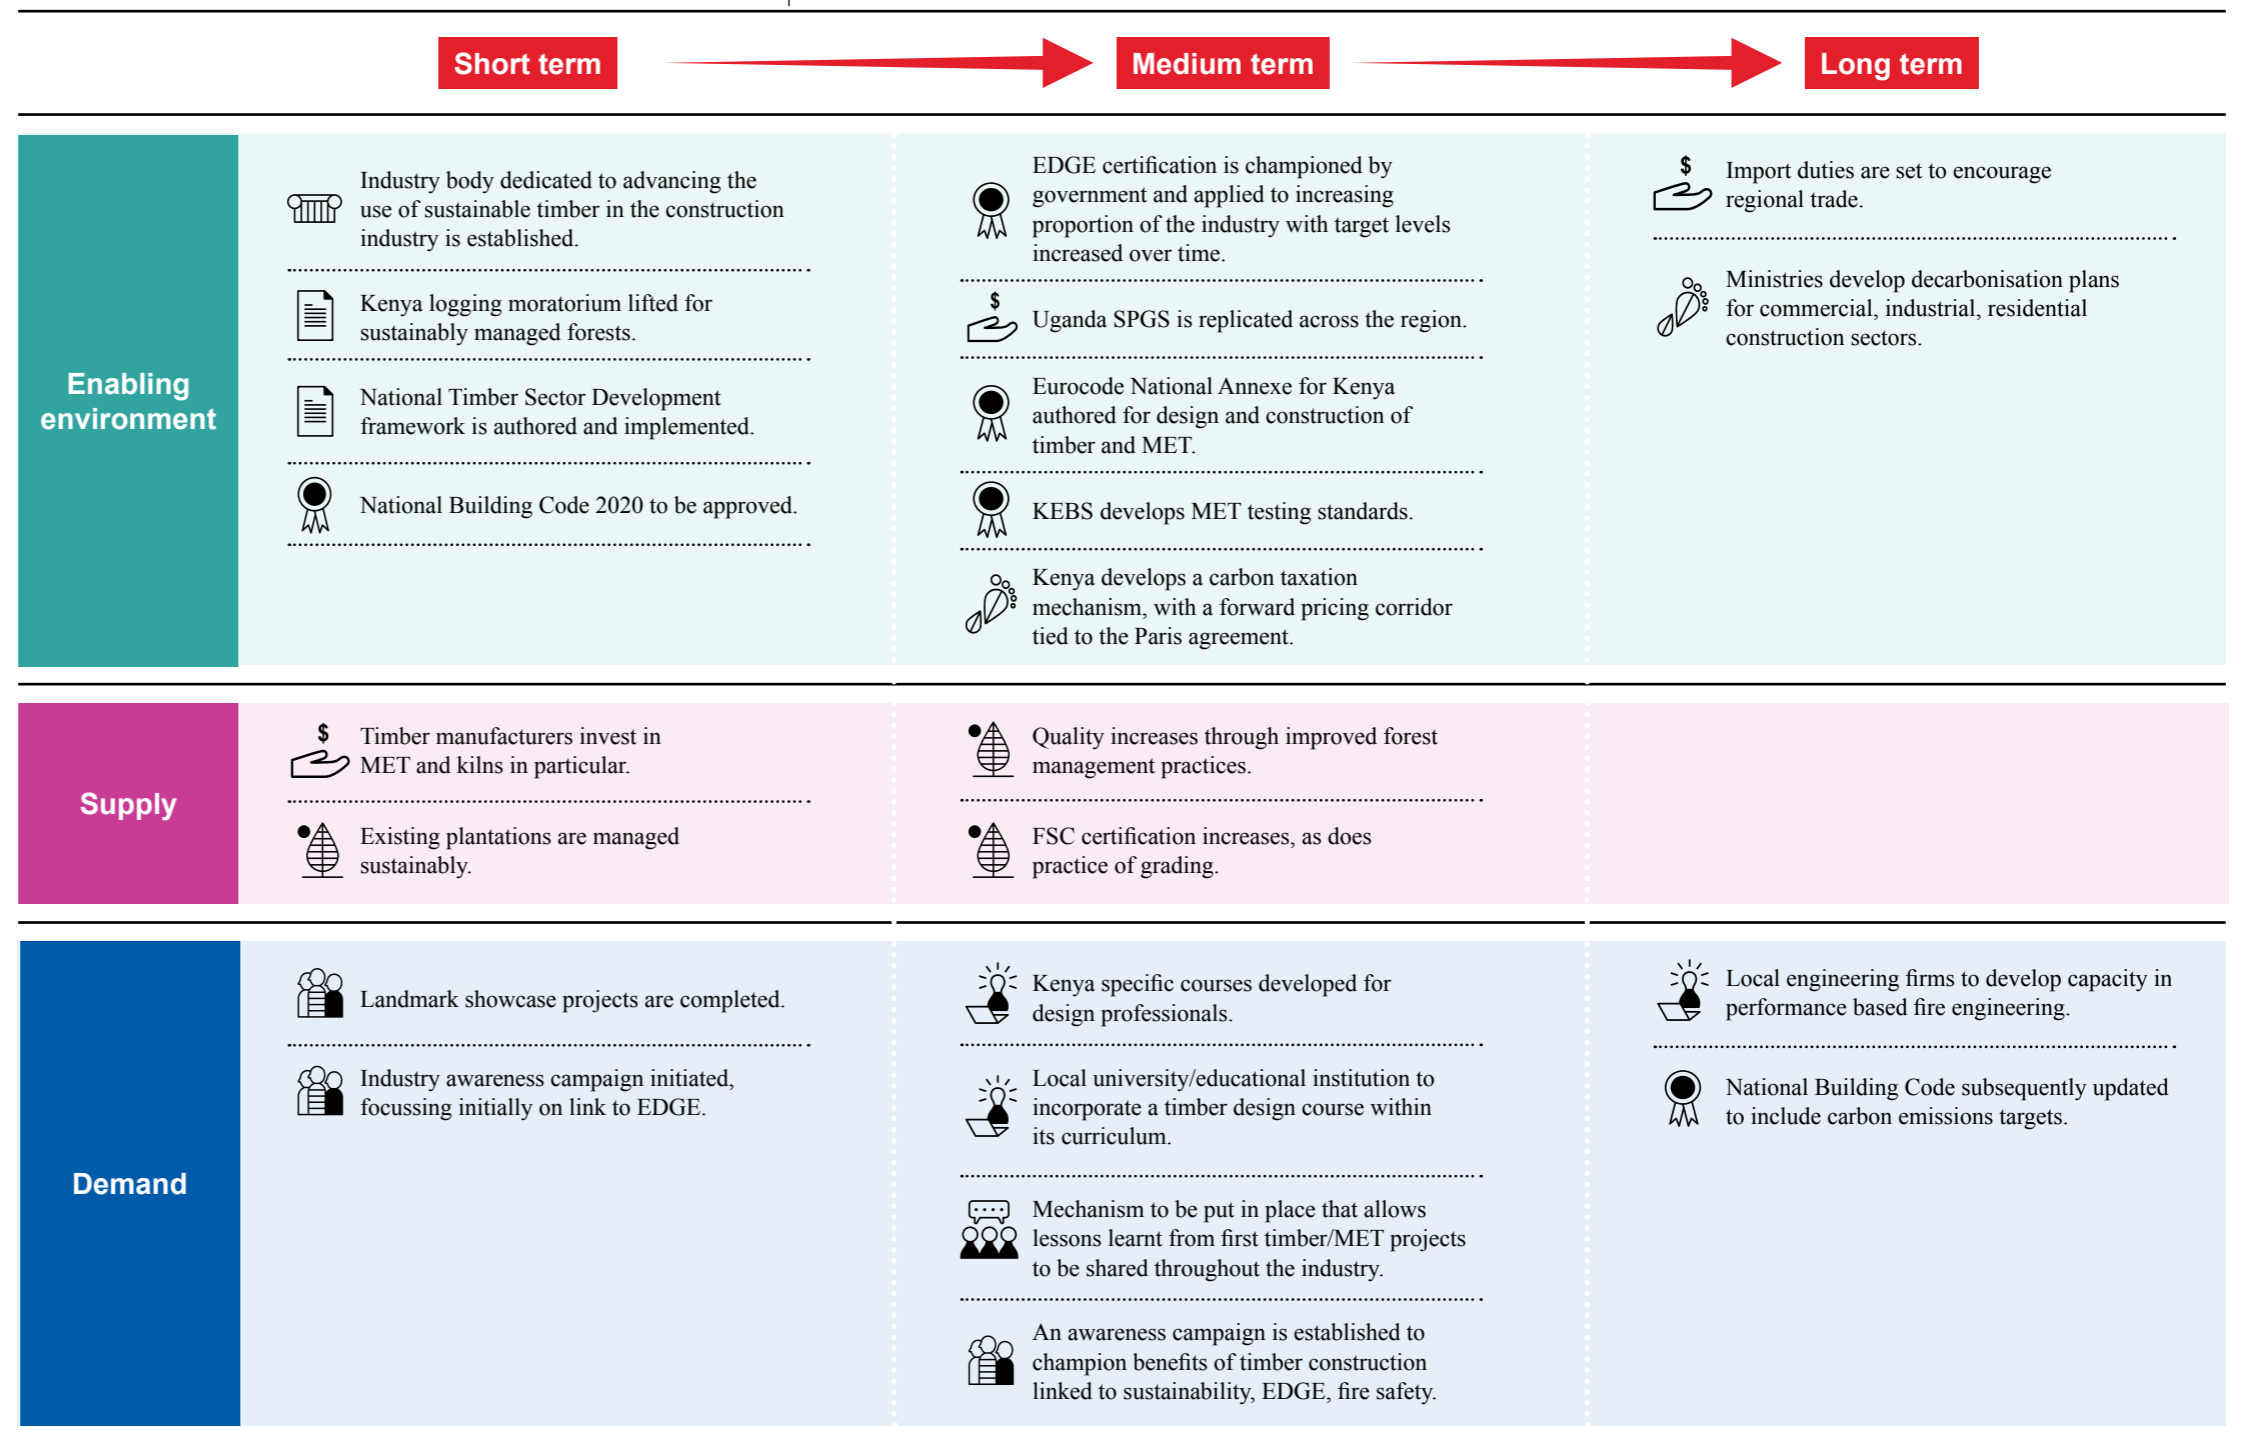 Short term
Medium term
Long term
Enabling
environment
Industry body dedicated to advancing the
use of sustainable timber in the construction
industry is established.
Kenya logging moratorium lifted for
sustainably managed forests.
National Timber Sector Development
framework is authored and implemented.
National Building Code 2020 to be approved.
EDGE certification is championed by
government and applied to increasing
proportion of the industry with target levels
increased over time.
$
Uganda SPGS is replicated across the region.
Eurocode National Annexe for Kenya
authored for design and construction of
timber and MET.
KEBS develops MET testing standards.
Kenya develops a carbon taxation
mechanism, with a forward pricing corridor
tied to the Paris agreement.
$
Import duties are set to encourage
regional trade.
Ministries develop decarbonisation plans
for commercial, industrial, residential
construction sectors.
Supply
$
Timber manufacturers invest in
MET and kilns in particular.
Existing plantations are managed
sustainably.
Quality increases through improved forest
management practices.
FSC certification increases, as does
practice of grading.
Demand
Landmark showcase projects are completed.
Industry awareness campaign initiated,
focussing initially on link to EDGE.
Kenya specific courses developed for
design professionals.
Local university/educational institution to
incorporate a timber design course within
its curriculum.
Mechanism to be put in place that allows
lessons learnt from first timber/MET projects
to be shared throughout the industry.
An awareness campaign is established to
champion benefits of timber construction
linked to sustainability, EDGE, fire safety.
Local engineering firms to develop capacity in
performance based fire engineering.
National Building Code subsequently updated
to include carbon emissions targets.